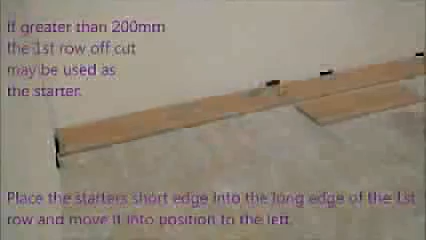 If greater than 200mm
the 1st row off cut
may be used as
the starter.
Place the starters short edge into the long edge of the 1st
row and move it into position to the left.